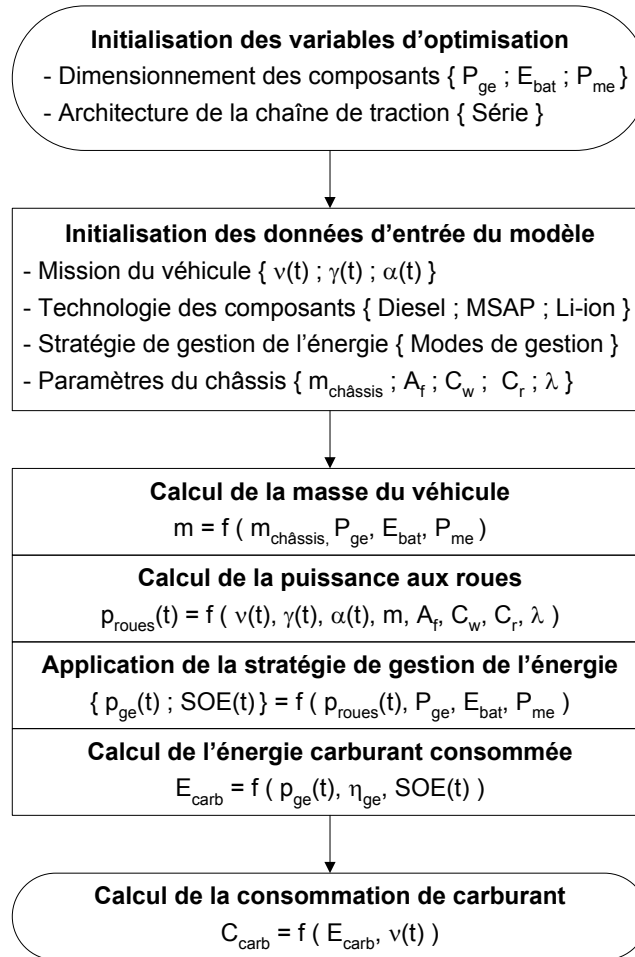 Initialisation des variables d’optimisation
- Dimensionnement des composants { P_ge ; E_bat ; P_me }
- Architecture de la chaîne de traction { Série }
Initialisation des données d’entrée du modèle
- Mission du véhicule { ν(t) ; γ(t) ; α(t) }
- Technologie des composants { Diesel ; MSAP ; Li-ion }
- Stratégie de gestion de l’énergie { Modes de gestion }
- Paramètres du châssis { m_châssis ; A_f ; C_w ; C_r ; λ }
Calcul de la masse du véhicule
m = f ( m_châssis, P_ge, E_bat, P_me )
Calcul de la puissance aux roues
p_roues(t) = f ( ν(t), γ(t), α(t), m, A_f, C_w, C_r, λ )
Application de la stratégie de gestion de l’énergie
{ p_ge(t) ; SOE(t) } = f ( p_roues(t), P_ge, E_bat, P_me )
Calcul de l’énergie carburant consommée
E_carb = f ( p_ge(t), η_ge, SOE(t) )
Calcul de la consommation de carburant
C_carb = f ( E_carb, ν(t) )